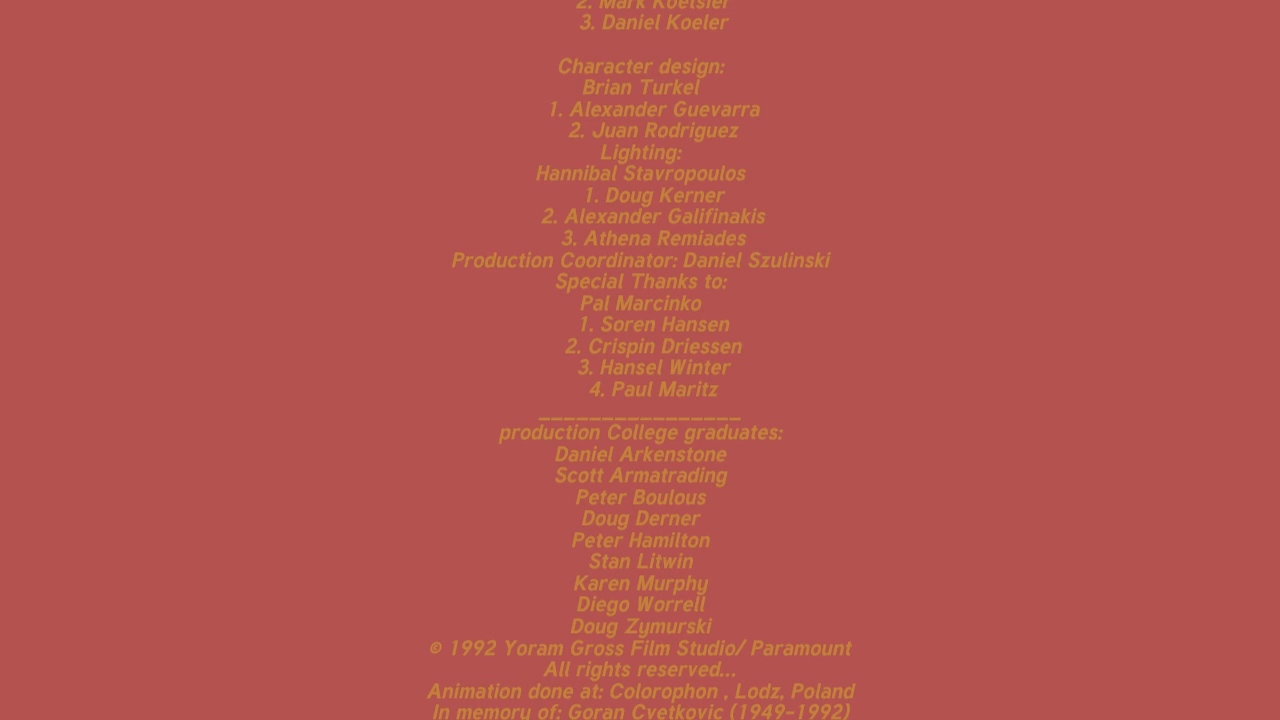 2. Mark Koetsier
3. Daniel Koeler
Character design:
Brian Turkel
1. Alexander Guevarra
2. Juan Rodriguez
Lighting:
Hannibal Stavropoulos
1. Doug Kerner
2. Alexander Galifinakis
3. Athena Remiades
Production Coordinator: Daniel Szulinski
Special Thanks to:
Pal Marcinko
1. Soren Hansen
2. Crispin Driessen
3. Hansel Winter
4. Paul Maritz
________________
production College graduates:
Daniel Arkenstone
Scott Armatrading
Peter Boulous
Doug Derner
Peter Hamilton
Stan Litwin
Karen Murphy
Diego Worrell
Doug Zymurski
© 1992 Yoram Gross Film Studio/ Paramount
All rights reserved...
Animation done at: Colorophon , Lodz, Poland
In memory of: Goran Cvetkovic (1949-1992)